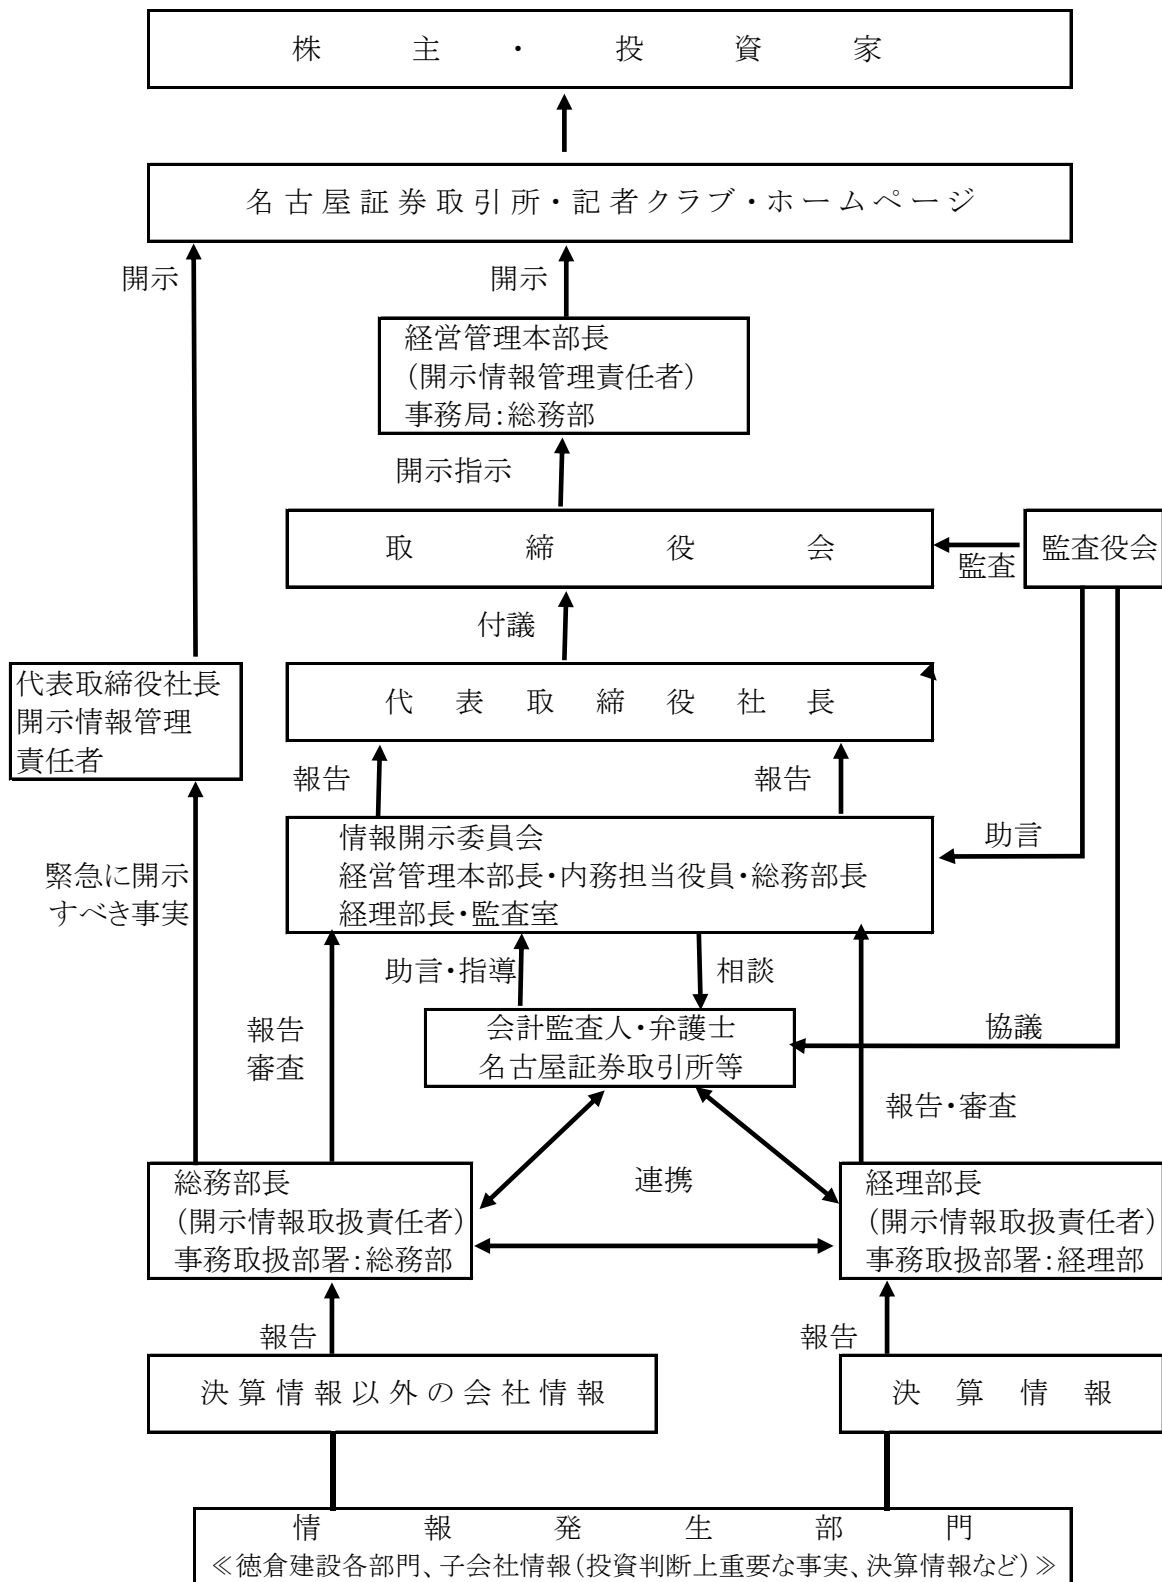 株主・投資家
名古屋証券取引所・記者クラブ・ホームページ
開示
開示
経営管理本部長
（開示情報管理責任者）
事務局：総務部
開示指示
取締役会
監査役会
監査
付議
代表取締役社長
開示情報管理
責任者
代表取締役社長
報告
報告
情報開示委員会
経営管理本部長・内務担当役員・総務部長
経理部長・監査室
助言
緊急に開示
すべき事実
助言・指導
相談
会計監査人・弁護士
名古屋証券取引所等
協議
報告
審査
報告・審査
連携
総務部長
（開示情報取扱責任者）
事務取扱部署：総務部
経理部長
（開示情報取扱責任者）
事務取扱部署：経理部
報告
報告
決算情報以外の会社情報
決算情報
情報発生部門
≪徳倉建設各部門、子会社情報（投資判断上重要な事実、決算情報など）≫